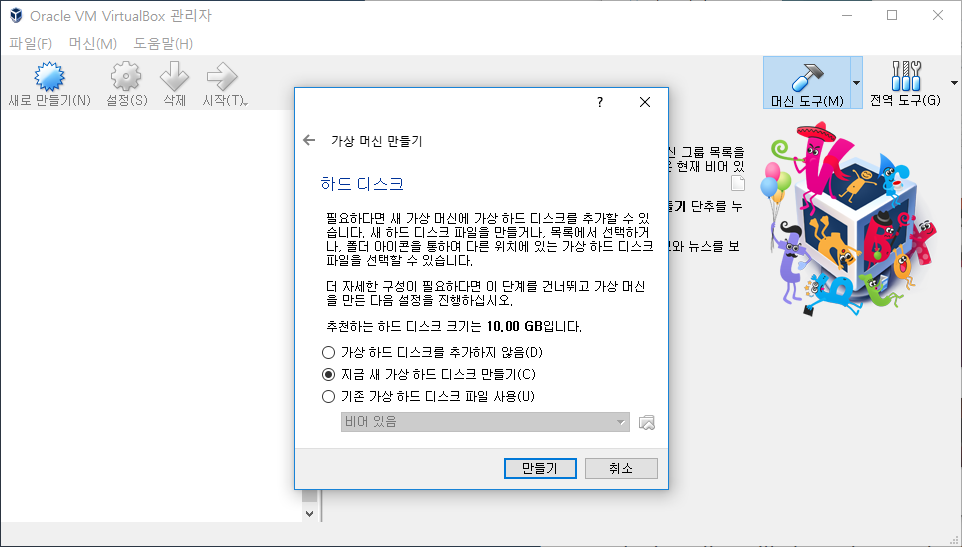 Oracle VM VirtualBox 관리자
파일(F) 머신(M) 도움말(H)
새로 만들기(N) 설정(S) 삭제 시작(T)
머신 도구(M) 전역 도구(G)
?
가상 머신 만들기
하드 디스크
필요하다면 새 가상 머신에 가상 하드 디스크를 추가할 수 있
습니다. 새 하드 디스크 파일을 만들거나, 목록에서 선택하거
나, 폴더 아이콘을 통하여 다른 위치에 있는 가상 하드 디스크
파일을 선택할 수 있습니다.
더 자세한 구성이 필요하다면 이 단계를 건너뛰고 가상 머신
을 만든 다음 설정을 진행하십시오.
추천하는 하드 디스크 크기는 10.00 GB입니다.
가상 하드 디스크를 추가하지 않음(D)
지금 새 가상 하드 디스크 만들기(C)
기존 가상 하드 디스크 파일 사용(U)
비어 있음
만들기 취소
신 그룹 목록을
현재 비어 있
들기 단추를 누
와 뉴스를 보